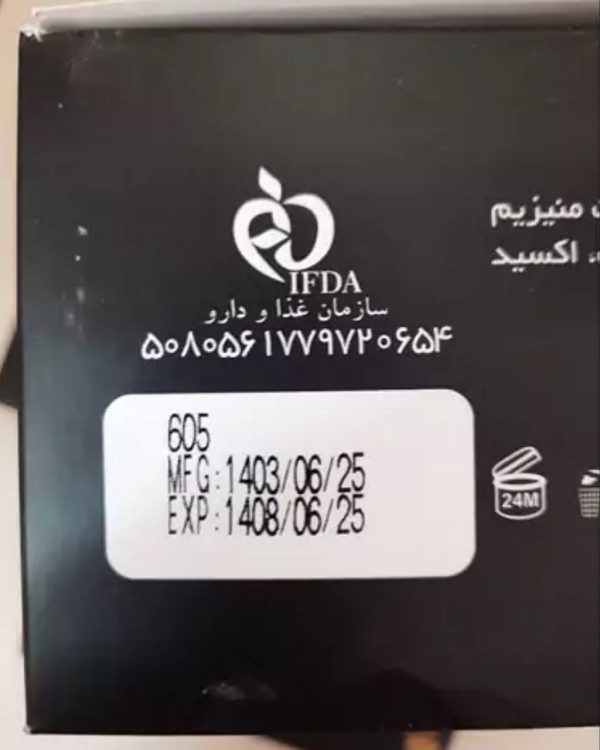 IFDA
سازمان غذا و دارو
۵۰۸۰۵۶۱۷۷۹۷۲۰۶۵۴
منیزیم
اکسید
605
MFG:1403/06/25
EXP:1408/06/25
24M